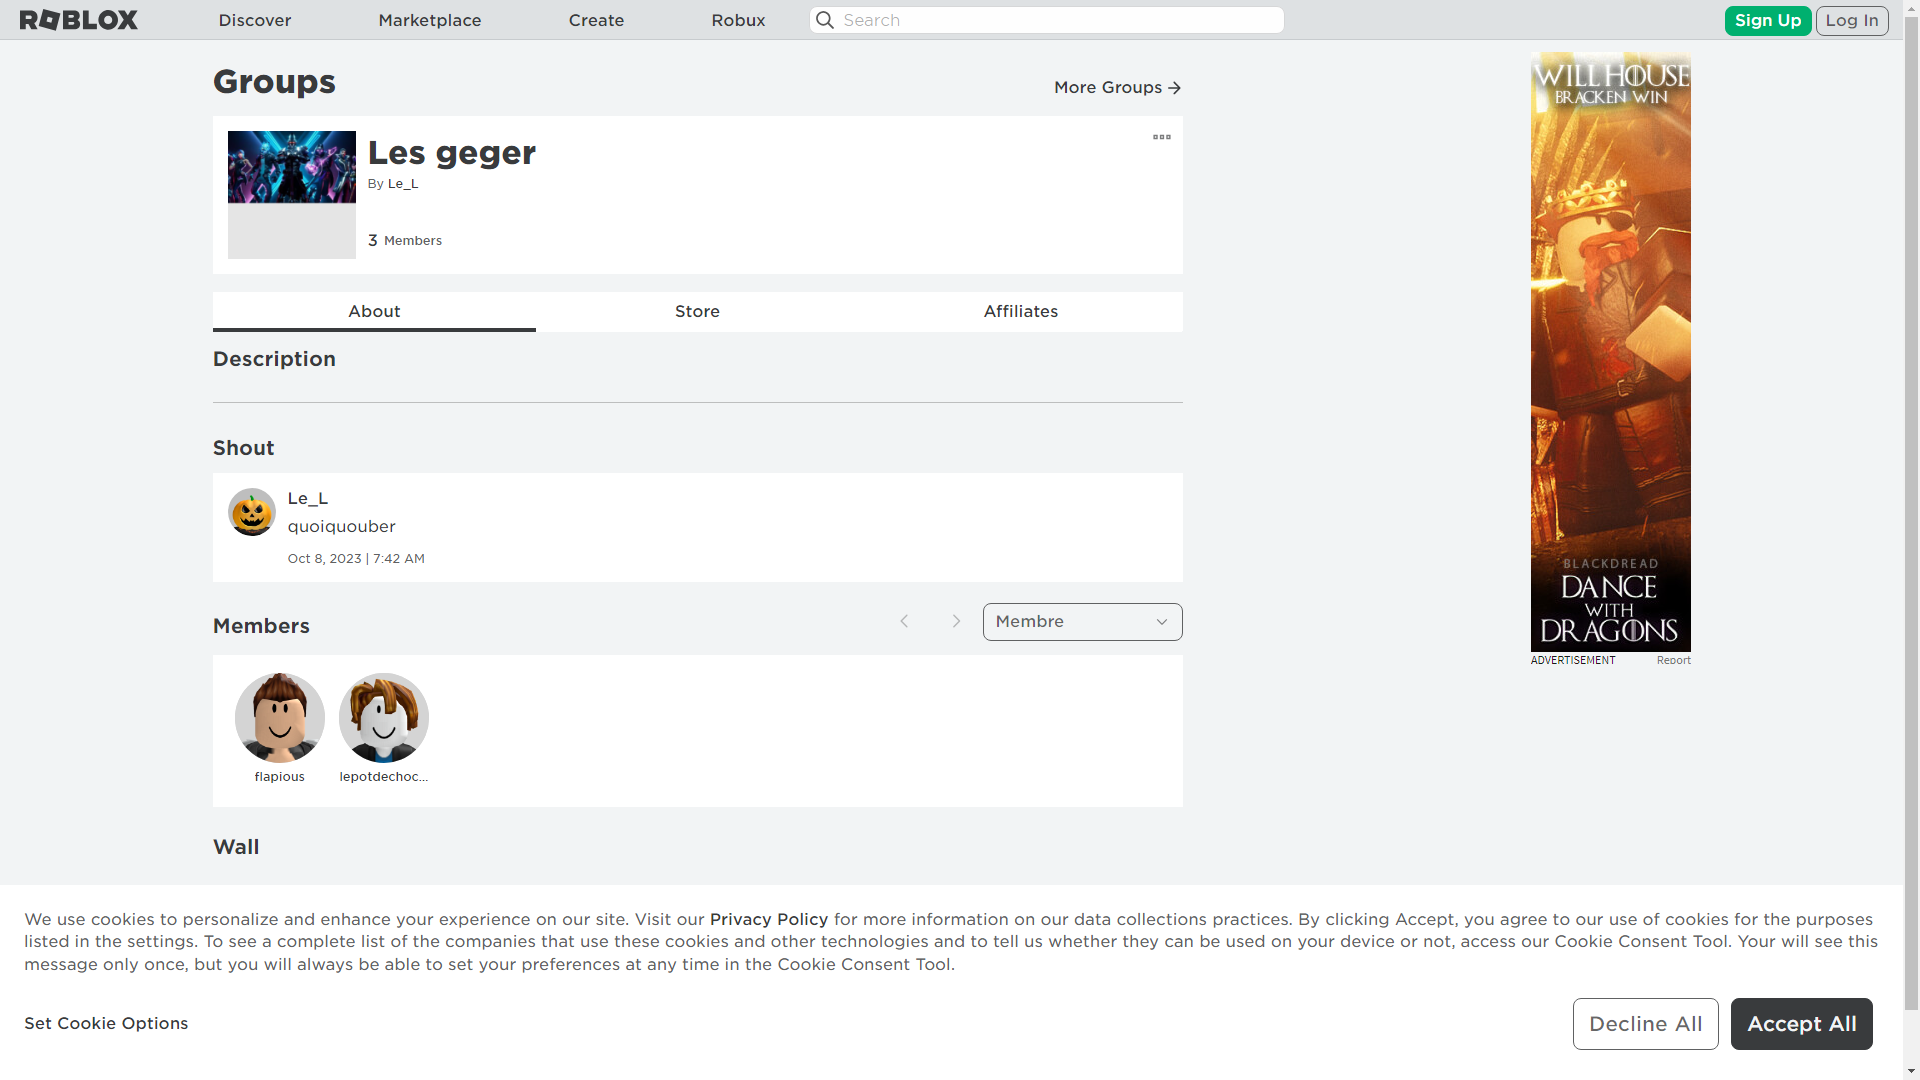 ROBLOX
Discover
Marketplace
Create
Robux
Search
Sign Up
Log In
Groups
More Groups
Les geger
By Le_L
3 Members
About
Store
Affiliates
Description
Shout
Le_L
quoiquouber
Oct 8, 2023 | 7:42 AM
Members
Membre
flapious
lepotdechoc...
Wall
WILL HOUSE
BRACKEN WIN
BLACKDREAD
DANCE
WITH
DRAGONS
ADVERTISEMENT
Report
We use cookies to personalize and enhance your experience on our site. Visit our Privacy Policy for more information on our data collections practices. By clicking Accept, you agree to our use of cookies for the purposes
listed in the settings. To see a complete list of the companies that use these cookies and other technologies and to tell us whether they can be used on your device or not, access our Cookie Consent Tool. Your will see this
message only once, but you will always be able to set your preferences at any time in the Cookie Consent Tool.
Set Cookie Options
Decline All
Accept All